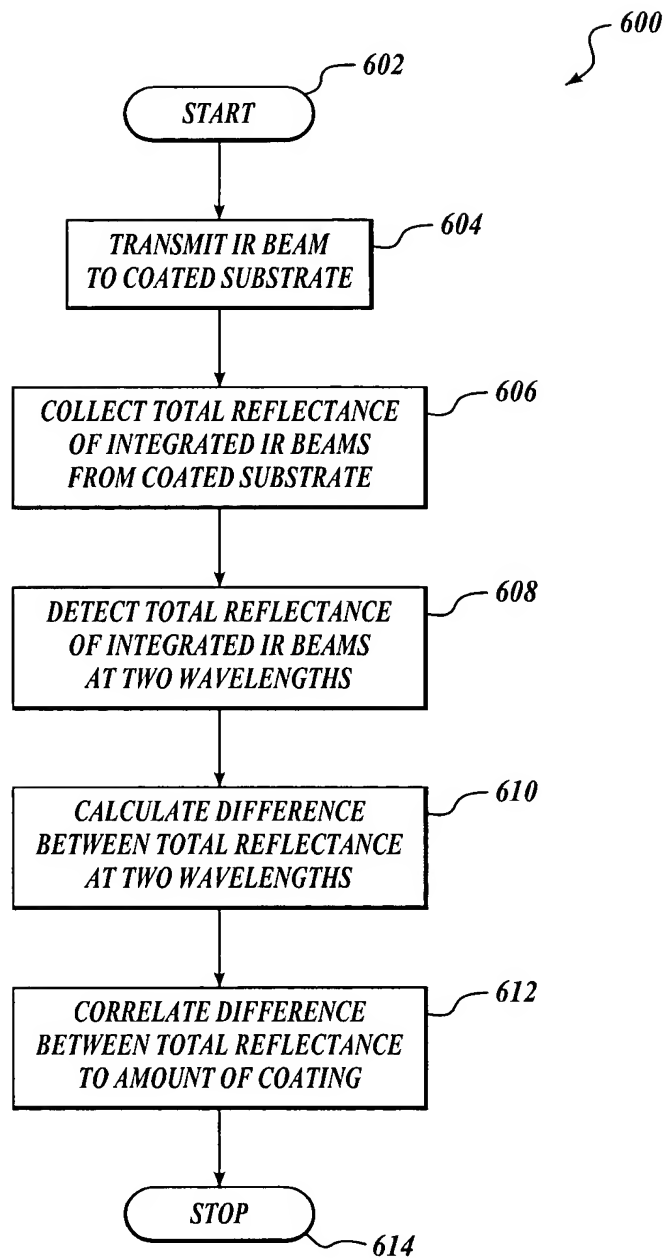 600
602
START
604
TRANSMIT IR BEAM
TO COATED SUBSTRATE
606
COLLECT TOTAL REFLECTANCE
OF INTEGRATED IR BEAMS
FROM COATED SUBSTRATE
608
DETECT TOTAL REFLECTANCE
OF INTEGRATED IR BEAMS
AT TWO WAVELENGTHS
610
CALCULATE DIFFERENCE
BETWEEN TOTAL REFLECTANCE
AT TWO WAVELENGTHS
612
CORRELATE DIFFERENCE
BETWEEN TOTAL REFLECTANCE
TO AMOUNT OF COATING
STOP
614